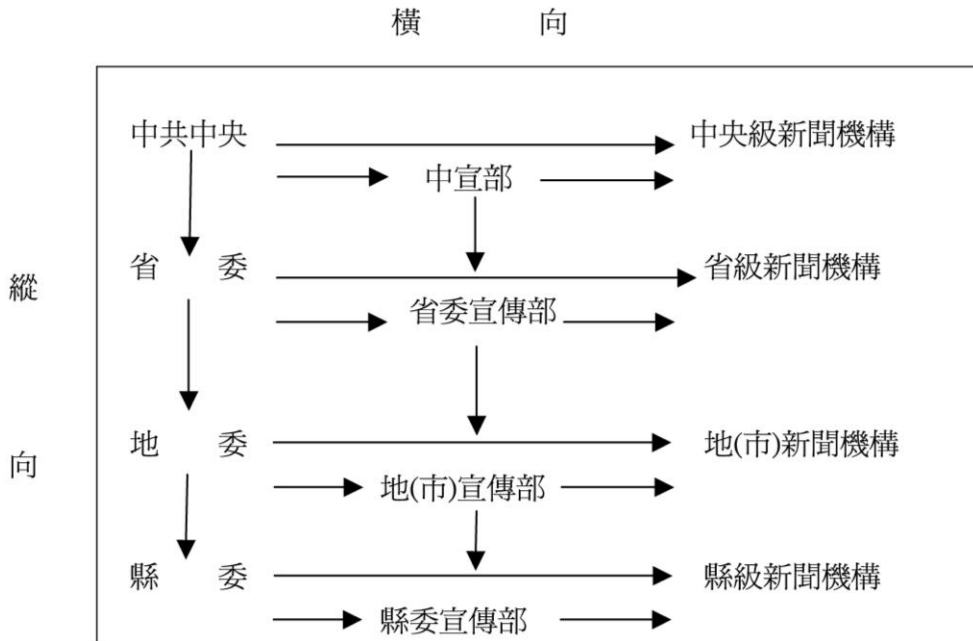 橫 向
中共中央 中央級新聞機構
中宣部
省 委 省級新聞機構
縱
省委宣傳部
地 委 地(市)新聞機構
向
地(市)宣傳部
縣 委 縣級新聞機構
縣委宣傳部